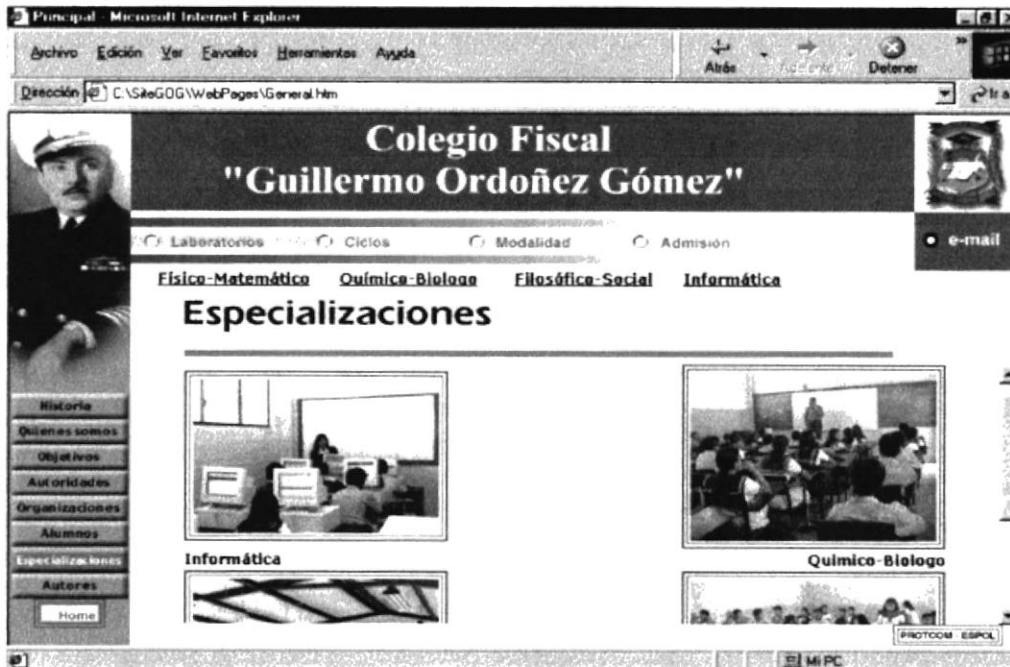 Principal - Microsoft Internet Explorer
Archivo Edición Ver Favoritos Herramientas Ayuda
Atrás Detener »
Dirección C:\SiteGOG\WebPages\General.htm Ir a
Colegio Fiscal
"Guillermo Ordoñez Gómez"
Laboratorios Ciclos Modalidad Admisión e-mail
Físico-Matemático Químico-Biologo Filosófico-Social Informática
Especializaciones
Historia
Quienes somos
Objetivos
Autoridades
Organizaciones
Alumnos
Especializaciones
Autores
Home
Informática Quimico-Biologo
PROTCOM - ESPOL
Mi PC